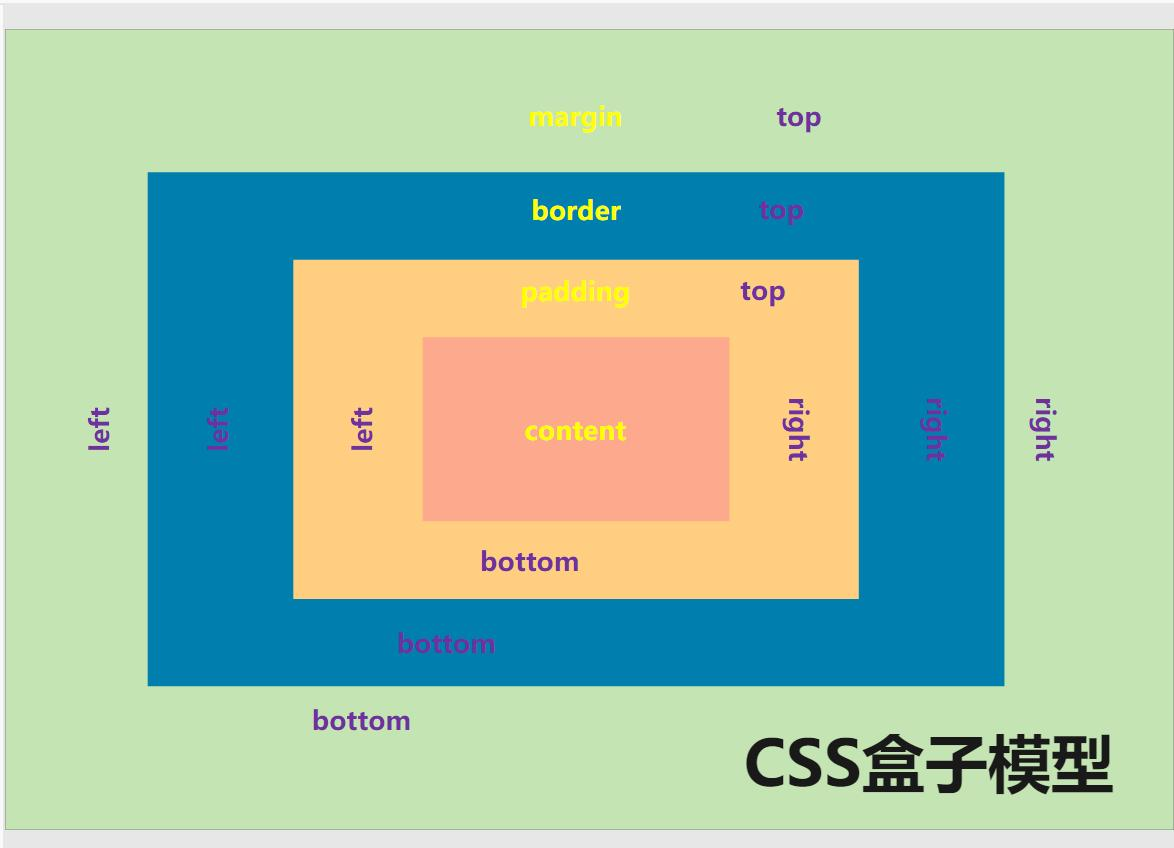 margin top
border top
padding top
left left left content right right right
bottom
bottom
bottom
CSS盒子模型